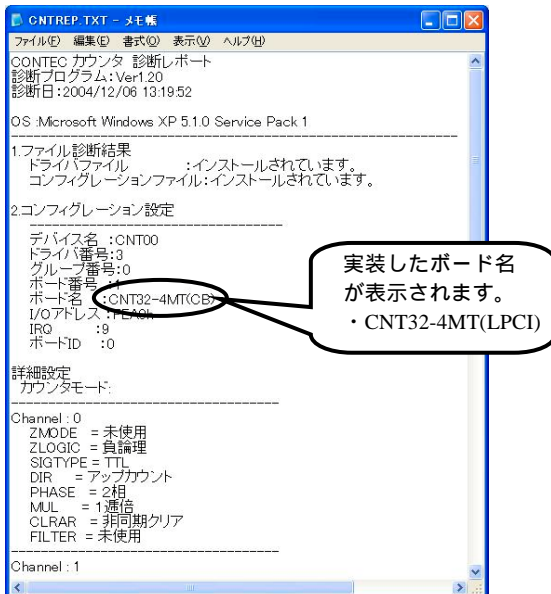 CNTREP.TXT - メモ帳
ファイル(F) 編集(E) 書式(O) 表示(V) ヘルプ(H)
CONTEC カウンタ 診断レポート
診断プログラム:Ver1.20
診断日:2004/12/06 13:19:52
OS :Microsoft Windows XP 5.1.0 Service Pack 1
1.ファイル診断結果
ドライバファイル :インストールされています。
コンフィグレーションファイル:インストールされています。
2.コンフィグレーション設定
デバイス名 :CNT00
ドライバ番号:3
グループ番号:0
ボード番号 :1
ボード名 :CNT32-4MT(CB)
I/Oアドレス :FEA0h
IRQ :9
ボードID :0
実装したボード名
が表示されます。
・CNT32-4MT(LPCI)
詳細設定
カウンタモード:
Channel : 0
ZMODE = 未使用
ZLOGIC = 負論理
SIGTYPE = TTL
DIR = アップカウント
PHASE = 2相
MUL = 1逓倍
CLRAR = 非同期クリア
FILTER = 未使用
Channel : 1